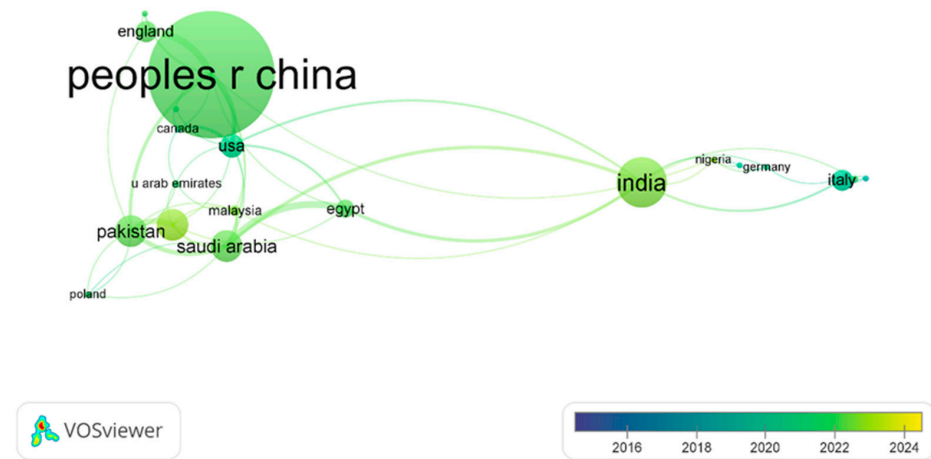 england
peoples r china
canada
usa
u arab emirates
malaysia
egypt
pakistan
saudi arabia
poland
india
nigeria
germany
italy
VOSviewer
2016 2018 2020 2022 2024